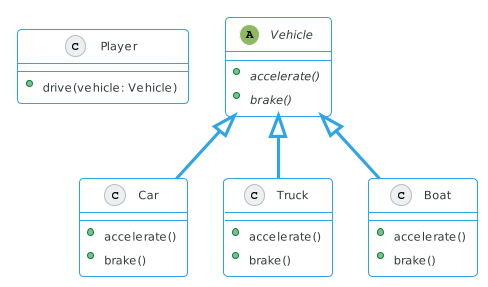 C Player
drive(vehicle: Vehicle)
A Vehicle
accelerate()
brake()
C Car
accelerate()
brake()
C Truck
accelerate()
brake()
C Boat
accelerate()
brake()